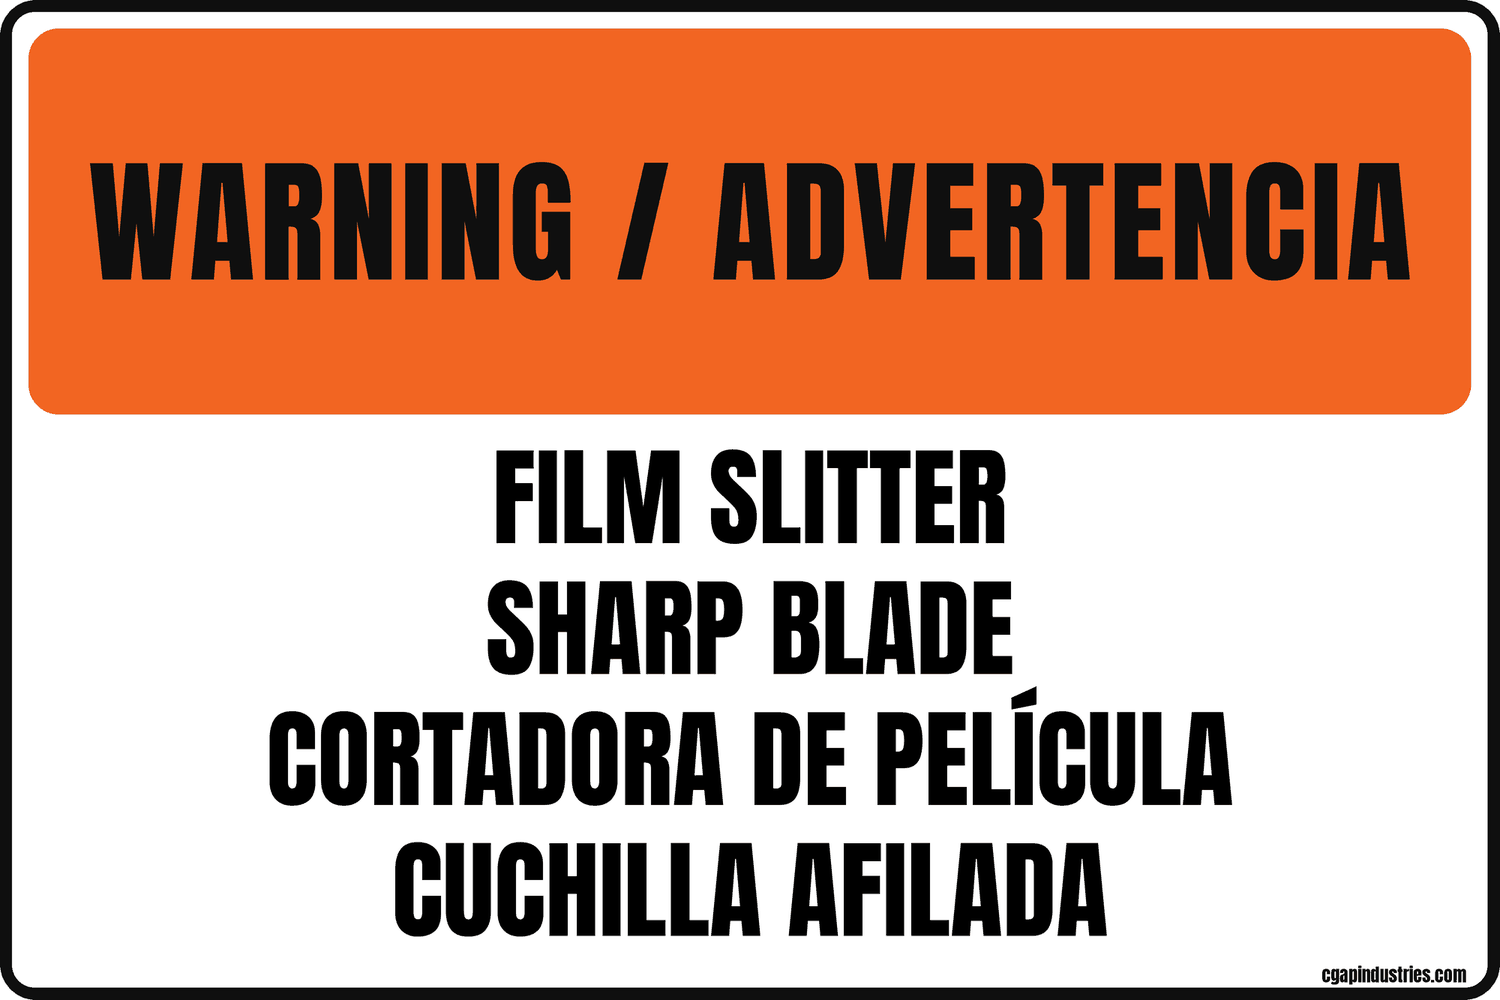 WARNING / ADVERTENCIA
FILM SLITTER
SHARP BLADE
CORTADORA DE PELÍCULA
CUCHILLA AFILADA
cgapindustries.com